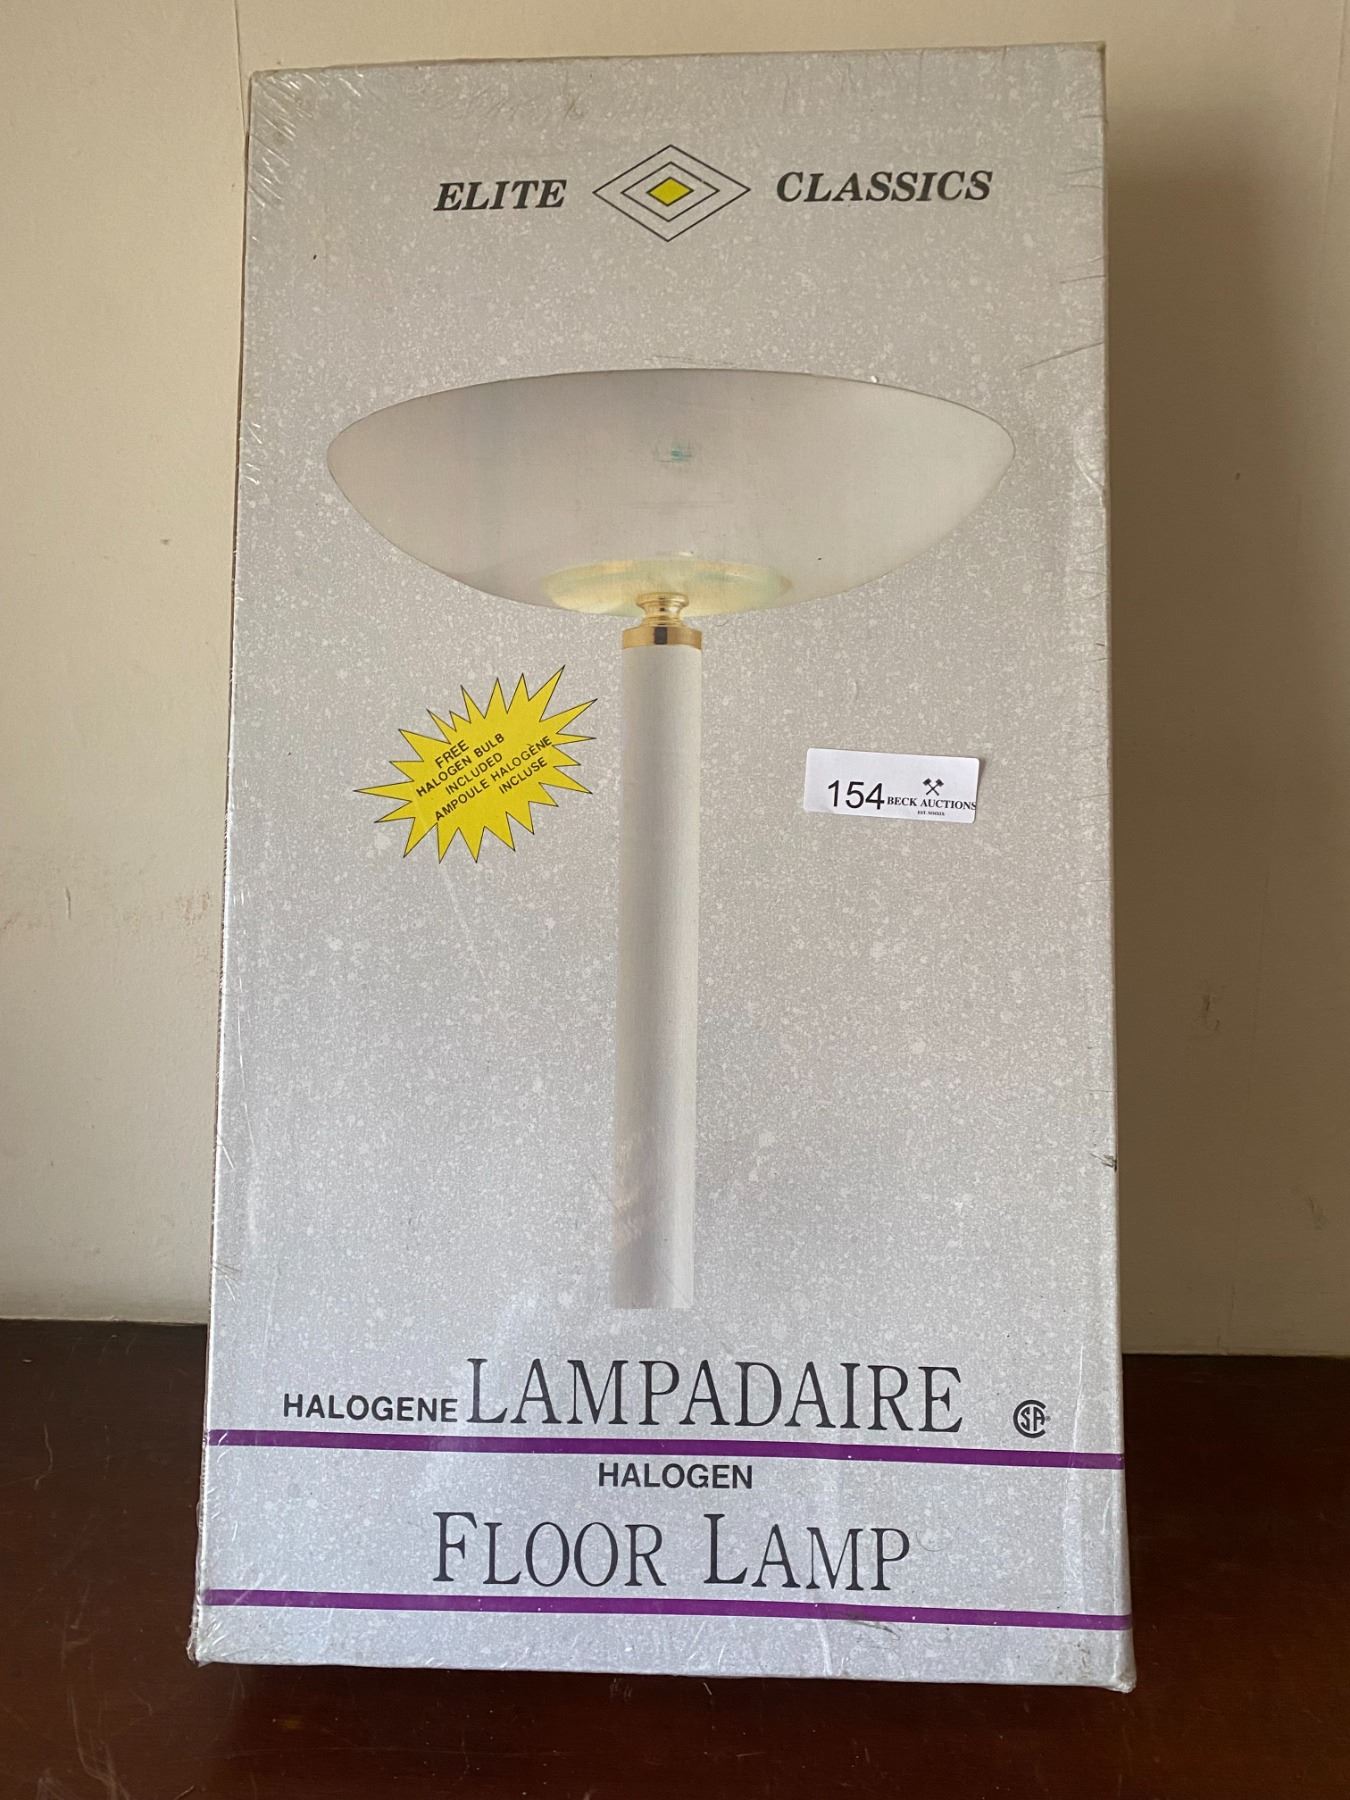 ELITE CLASSICS
FREE
HALOGEN BULB
INCLUDED
AMPOULE HALOGÈNE
INCLUSE
154 BECK AUCTIONS
HALOGENE LAMPADAIRE
HALOGEN
FLOOR LAMP